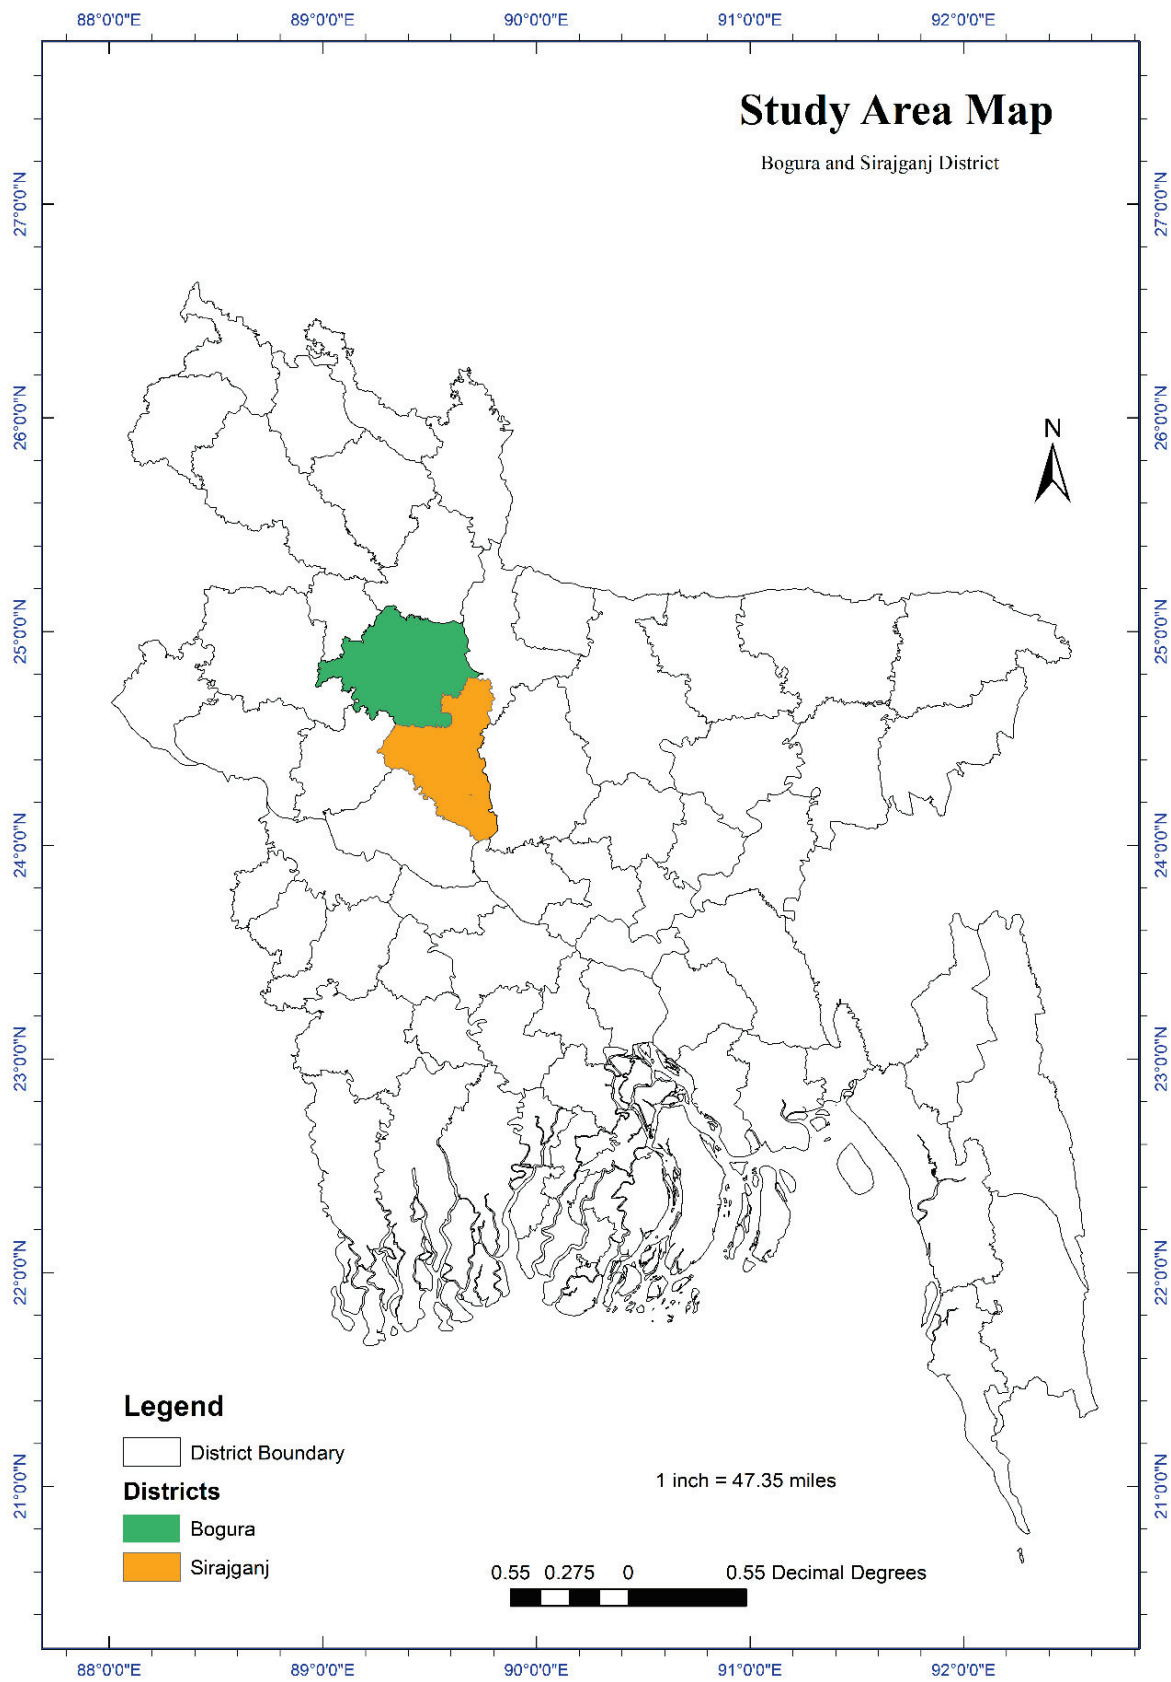 88°0'0"E 89°0'0"E 90°0'0"E 91°0'0"E 92°0'0"E
Study Area Map
Bogura and Sirajganj District
27°0'0"N 27°0'0"N
26°0'0"N 26°0'0"N
N
25°0'0"N 25°0'0"N
24°0'0"N 24°0'0"N
23°0'0"N 23°0'0"N
22°0'0"N 22°0'0"N
Legend
District Boundary
1 inch = 47.35 miles
21°0'0"N 21°0'0"N
Districts
Bogura
Sirajganj
0.55 0.275 0 0.55 Decimal Degrees
88°0'0"E 89°0'0"E 90°0'0"E 91°0'0"E 92°0'0"E